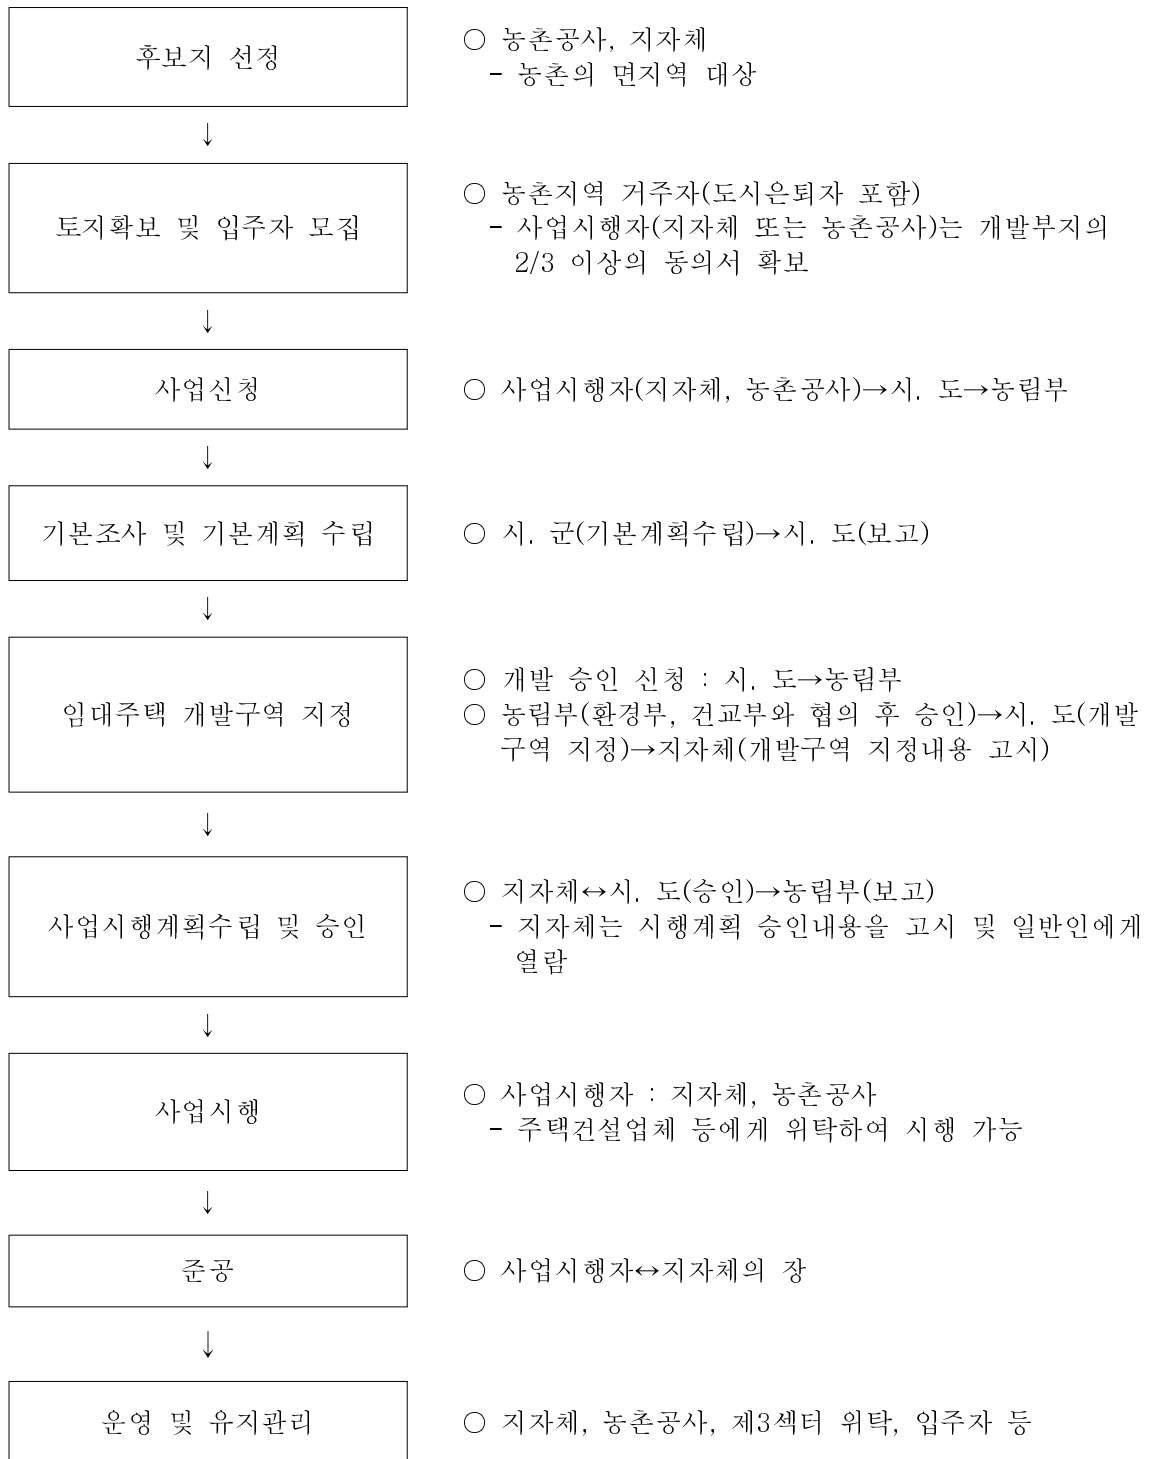 후보지 선정
○ 농촌공사, 지자체
- 농촌의 면지역 대상
↓
토지확보 및 입주자 모집
○ 농촌지역 거주자(도시은퇴자 포함)
- 사업시행자(지자체 또는 농촌공사)는 개발부지의
2/3 이상의 동의서 확보
↓
사업신청
○ 사업시행자(지자체, 농촌공사)→시. 도→농림부
↓
기본조사 및 기본계획 수립
○ 시. 군(기본계획수립)→시. 도(보고)
↓
임대주택 개발구역 지정
○ 개발 승인 신청 : 시. 도→농림부
○ 농림부(환경부, 건교부와 협의 후 승인)→시. 도(개발
구역 지정)→지자체(개발구역 지정내용 고시)
↓
사업시행계획수립 및 승인
○ 지자체↔시. 도(승인)→농림부(보고)
- 지자체는 시행계획 승인내용을 고시 및 일반인에게
열람
↓
사업시행
○ 사업시행자 : 지자체, 농촌공사
- 주택건설업체 등에게 위탁하여 시행 가능
↓
준공
○ 사업시행자↔지자체의 장
↓
운영 및 유지관리
○ 지자체, 농촌공사, 제3섹터 위탁, 입주자 등